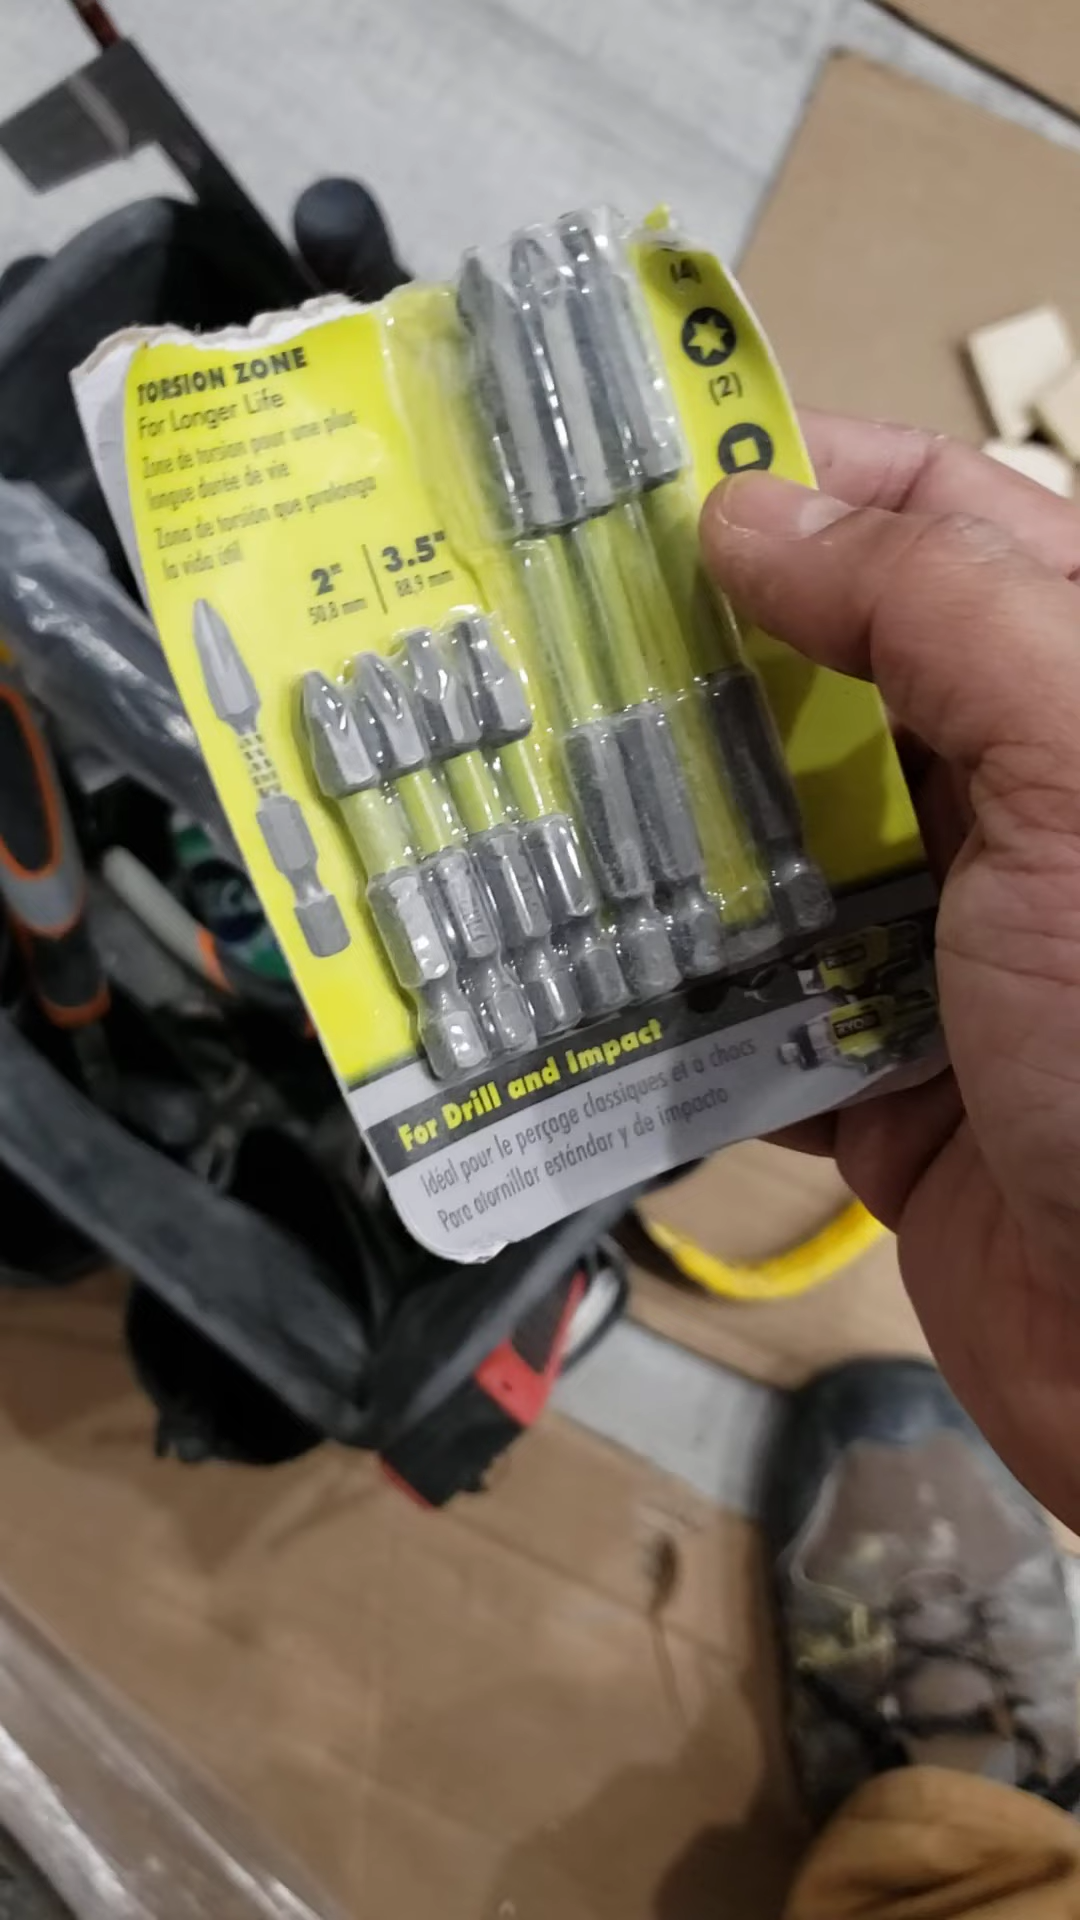 TORSION ZONE
For Longer Life
Zone de torsion pour une plus
longue durée de vie
Zona de torsión que prolonga
la vida útil
2" | 3.5"
50,8 mm | 88,9 mm
(4)
(2)
For Drill and Impact
Idéal pour le perçage classiques et a chocs
Para atornillar estándar y de impacto
RYOBI